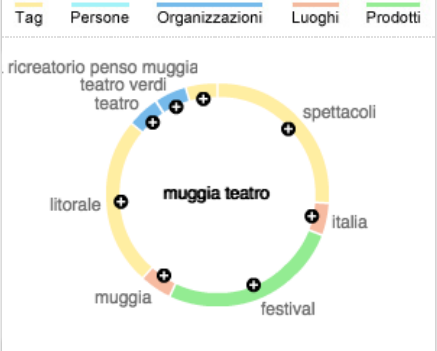 Tag Persone Organizzazioni Luoghi Prodotti
. ricreatorio penso muggia
teatro verdi
teatro
spettacoli
muggia teatro
litorale
italia
muggia
festival